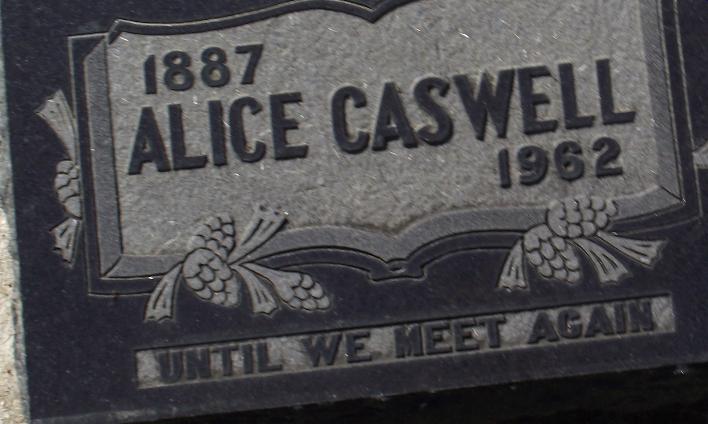 1887
ALICE CASWELL
1962
UNTIL WE MEET AGAIN